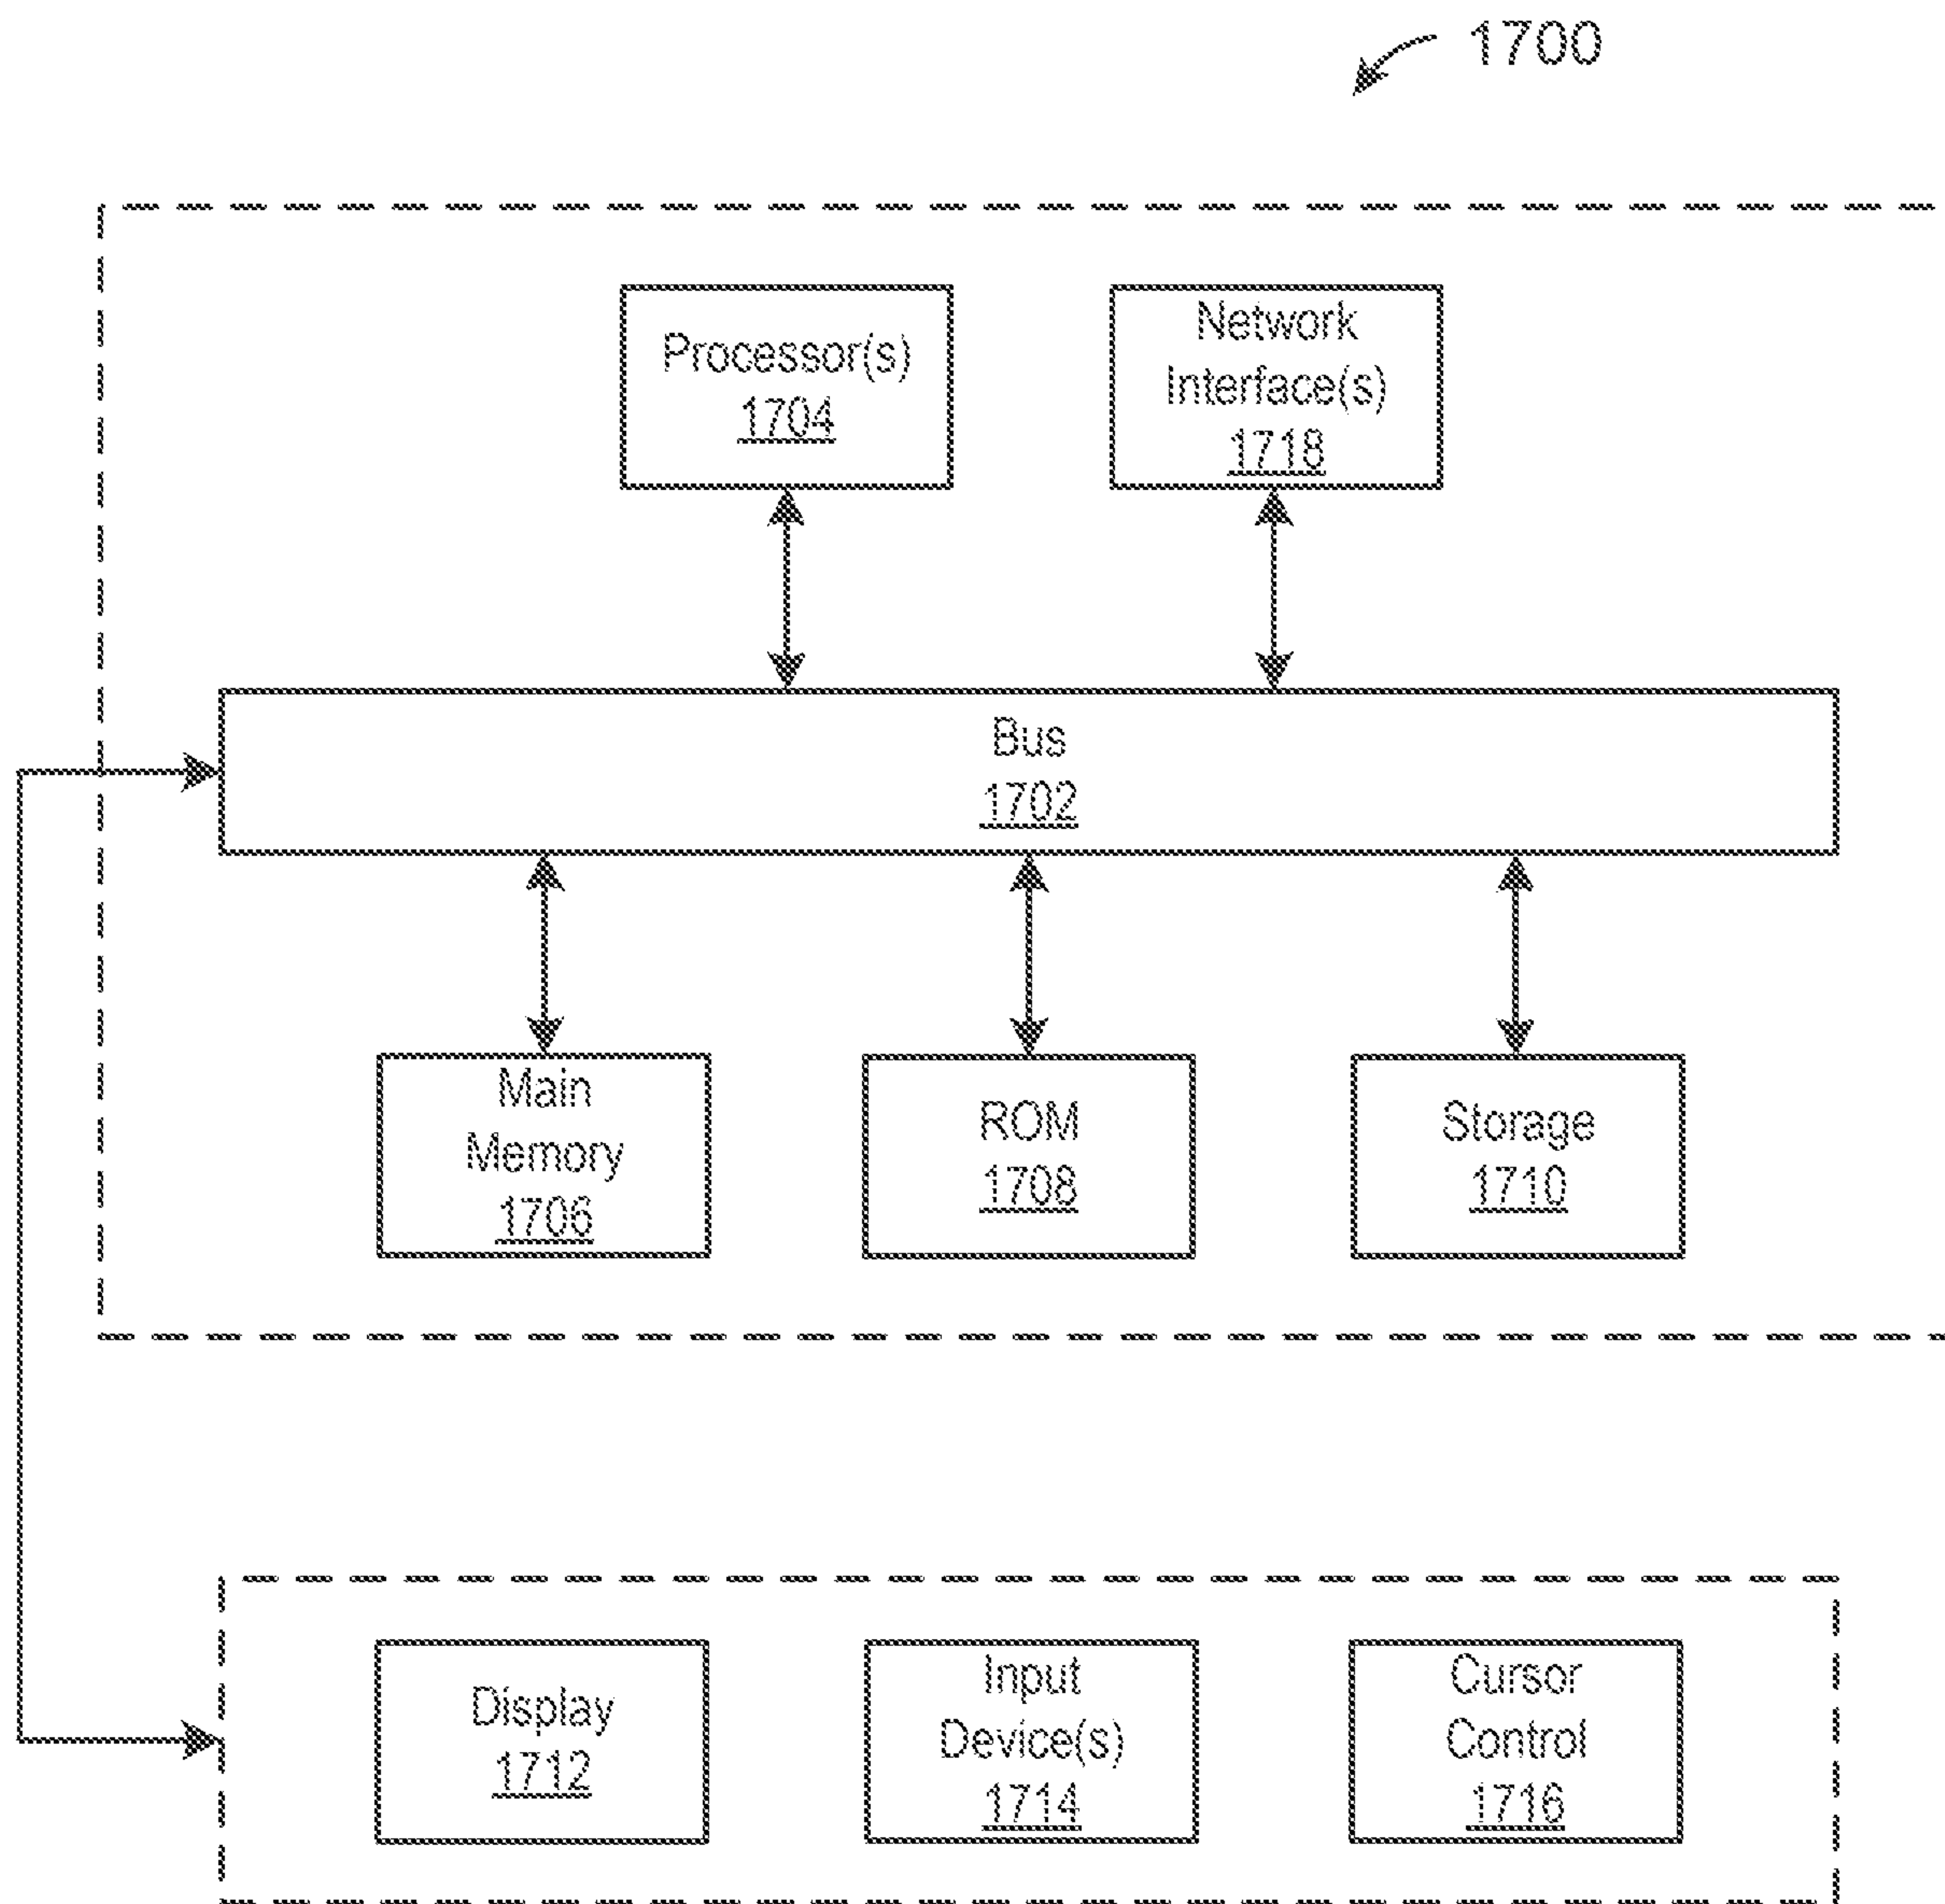 1700
Processor(s)
1704
Network
Interface(s)
1718
Bus
1702
Main
Memory
1706
ROM
1708
Storage
1710
Display
1712
Input
Device(s)
1714
Cursor
Control
1716